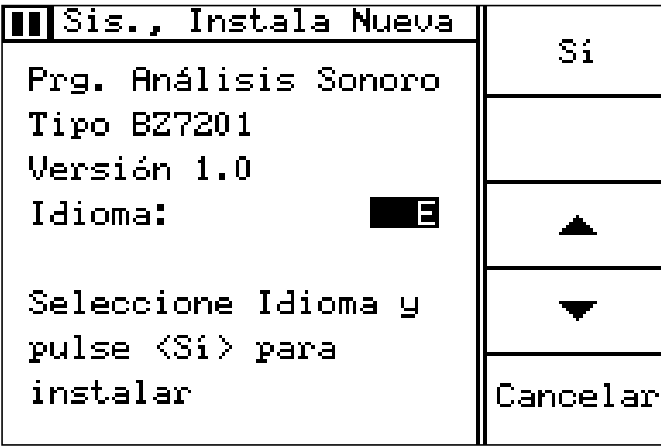 Sis., Instala Nueva
Prg. Análisis Sonoro
Tipo BZ7201
Versión 1.0
Idioma: E
Seleccione Idioma y
pulse <Sí> para
instalar
Sí
Cancelar